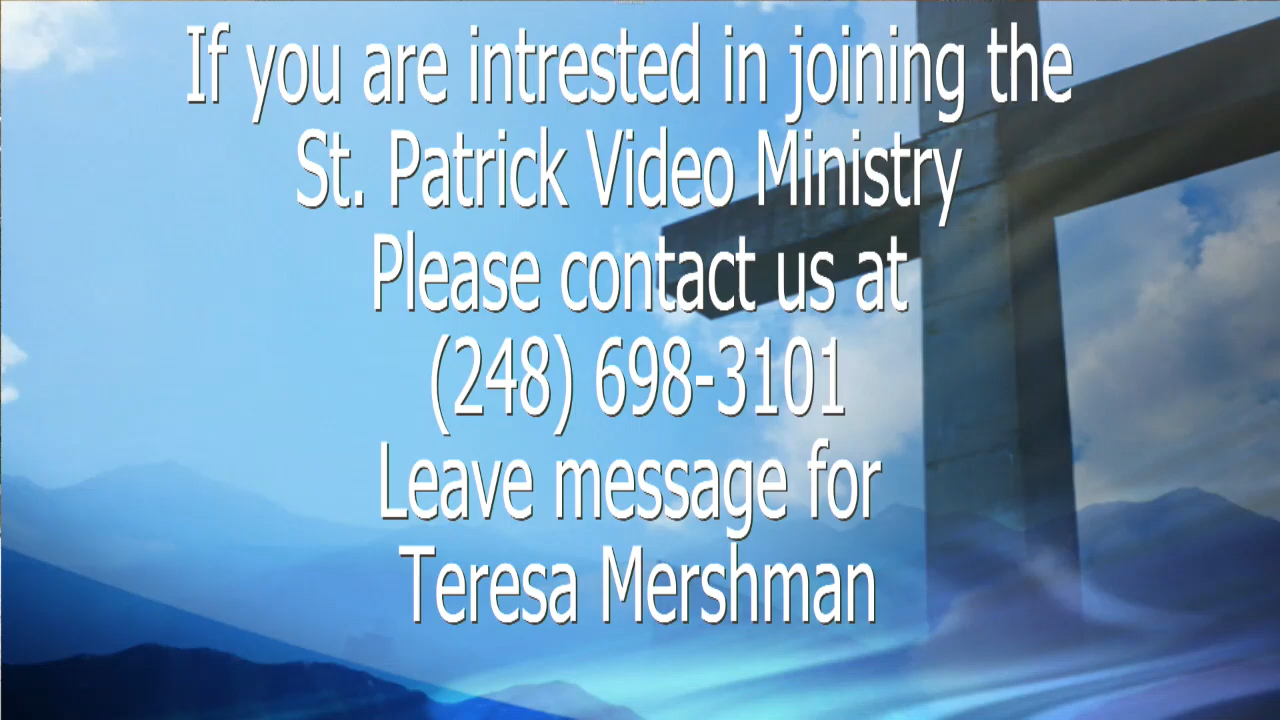 If you are intrested in joining the
St. Patrick Video Ministry
Please contact us at
(248) 698-3101
Leave message for
Teresa Mershman